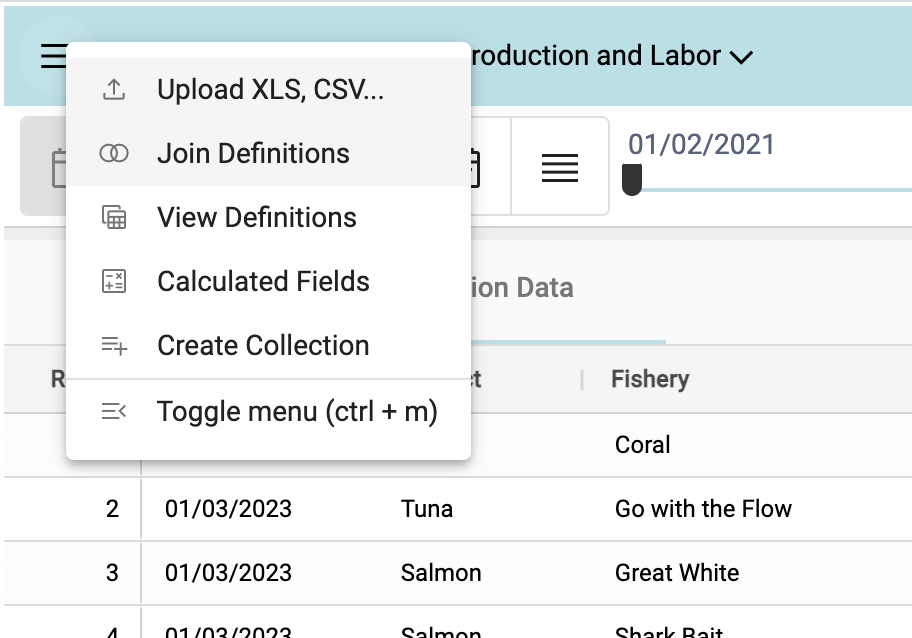 roduction and Labor
Upload XLS, CSV...
Join Definitions
01/02/2021
View Definitions
Calculated Fields
ion Data
Create Collection
R
ct
Fishery
Toggle menu (ctrl + m)
Coral
2 01/03/2023 Tuna Go with the Flow
3 01/03/2023 Salmon Great White
4 01/03/2023 Salmon Shark Bait